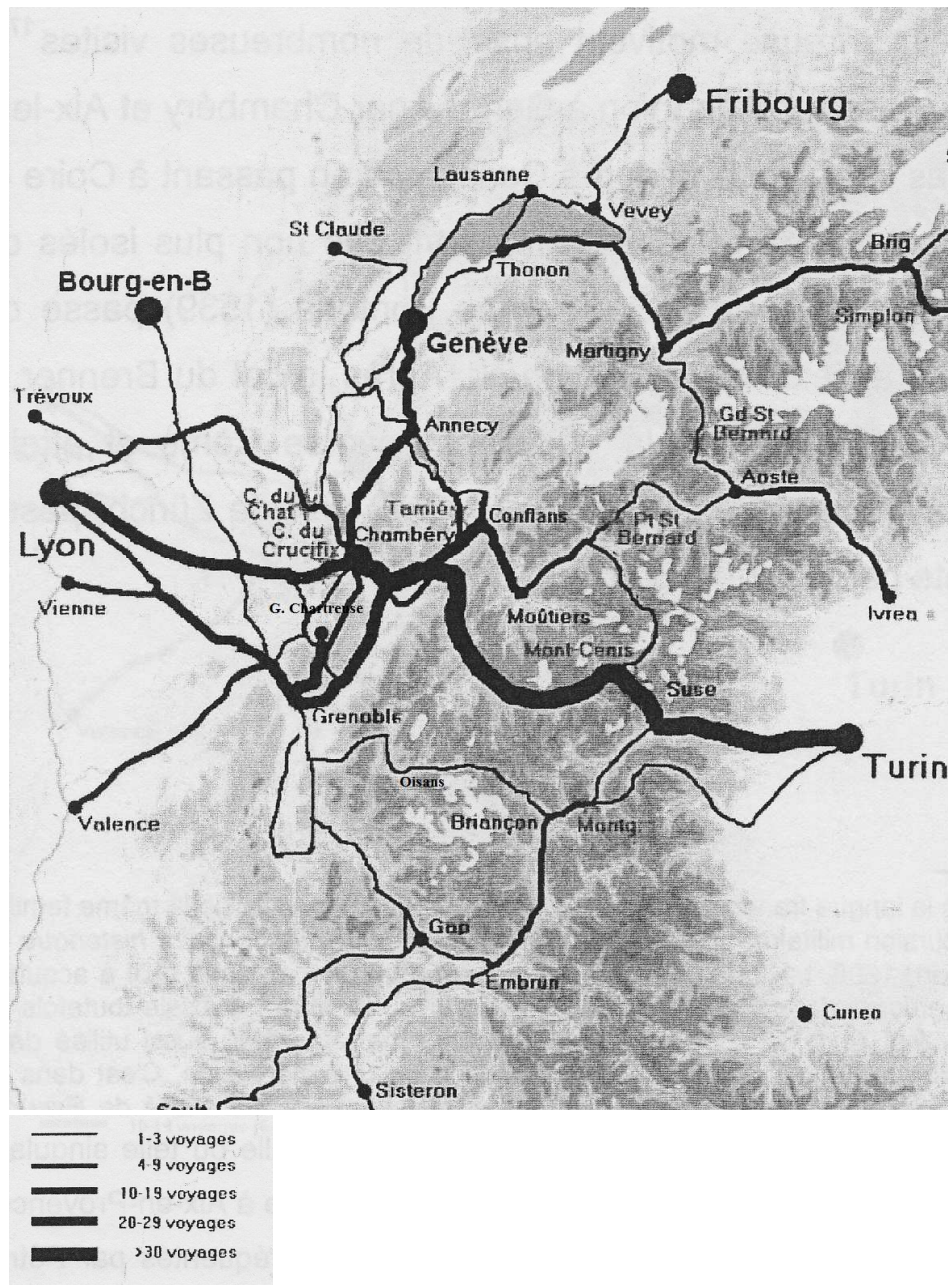 Fribourg
Lausanne
Vevey
St Claude
Brig
Thonon
Bourg-en-B
Simplon
Genève
Martigny
Trévoux
Gd St
Bernard
Annecy
Aoste
C. du
Chat
Tamié
Conflans
C. du
Crucifix
Chambéry
Pt St
Bernard
Lyon
Vienne
G. Chartreuse
Moûtiers
Ivrea
Mont-Cenis
Suse
Grenoble
Turin
Oisans
Valence
Briançon
Montg.
Gap
Embrun
Cuneo
Sisteron
1-3 voyages
4-9 voyages
10-19 voyages
20-29 voyages
>30 voyages